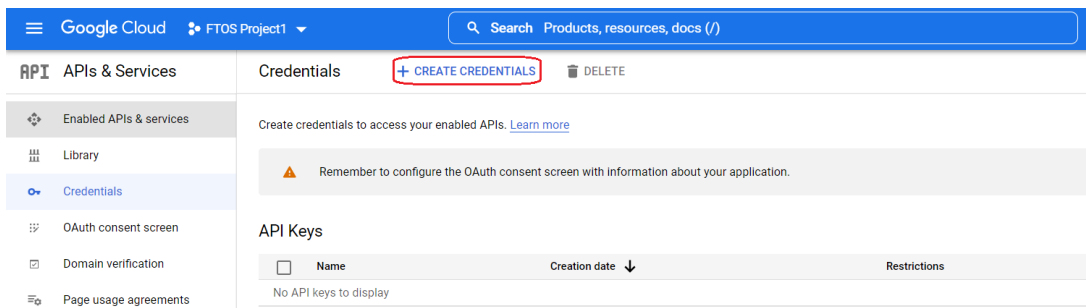 Google Cloud FTOS Project1 Search Products, resources, docs (/)
API APIs & Services
Credentials + CREATE CREDENTIALS DELETE
Enabled APIs & services
Library
Credentials
OAuth consent screen
Domain verification
Page usage agreements
Create credentials to access your enabled APIs. Learn more
Remember to configure the OAuth consent screen with information about your application.
API Keys
Name Creation date Restrictions
No API keys to display